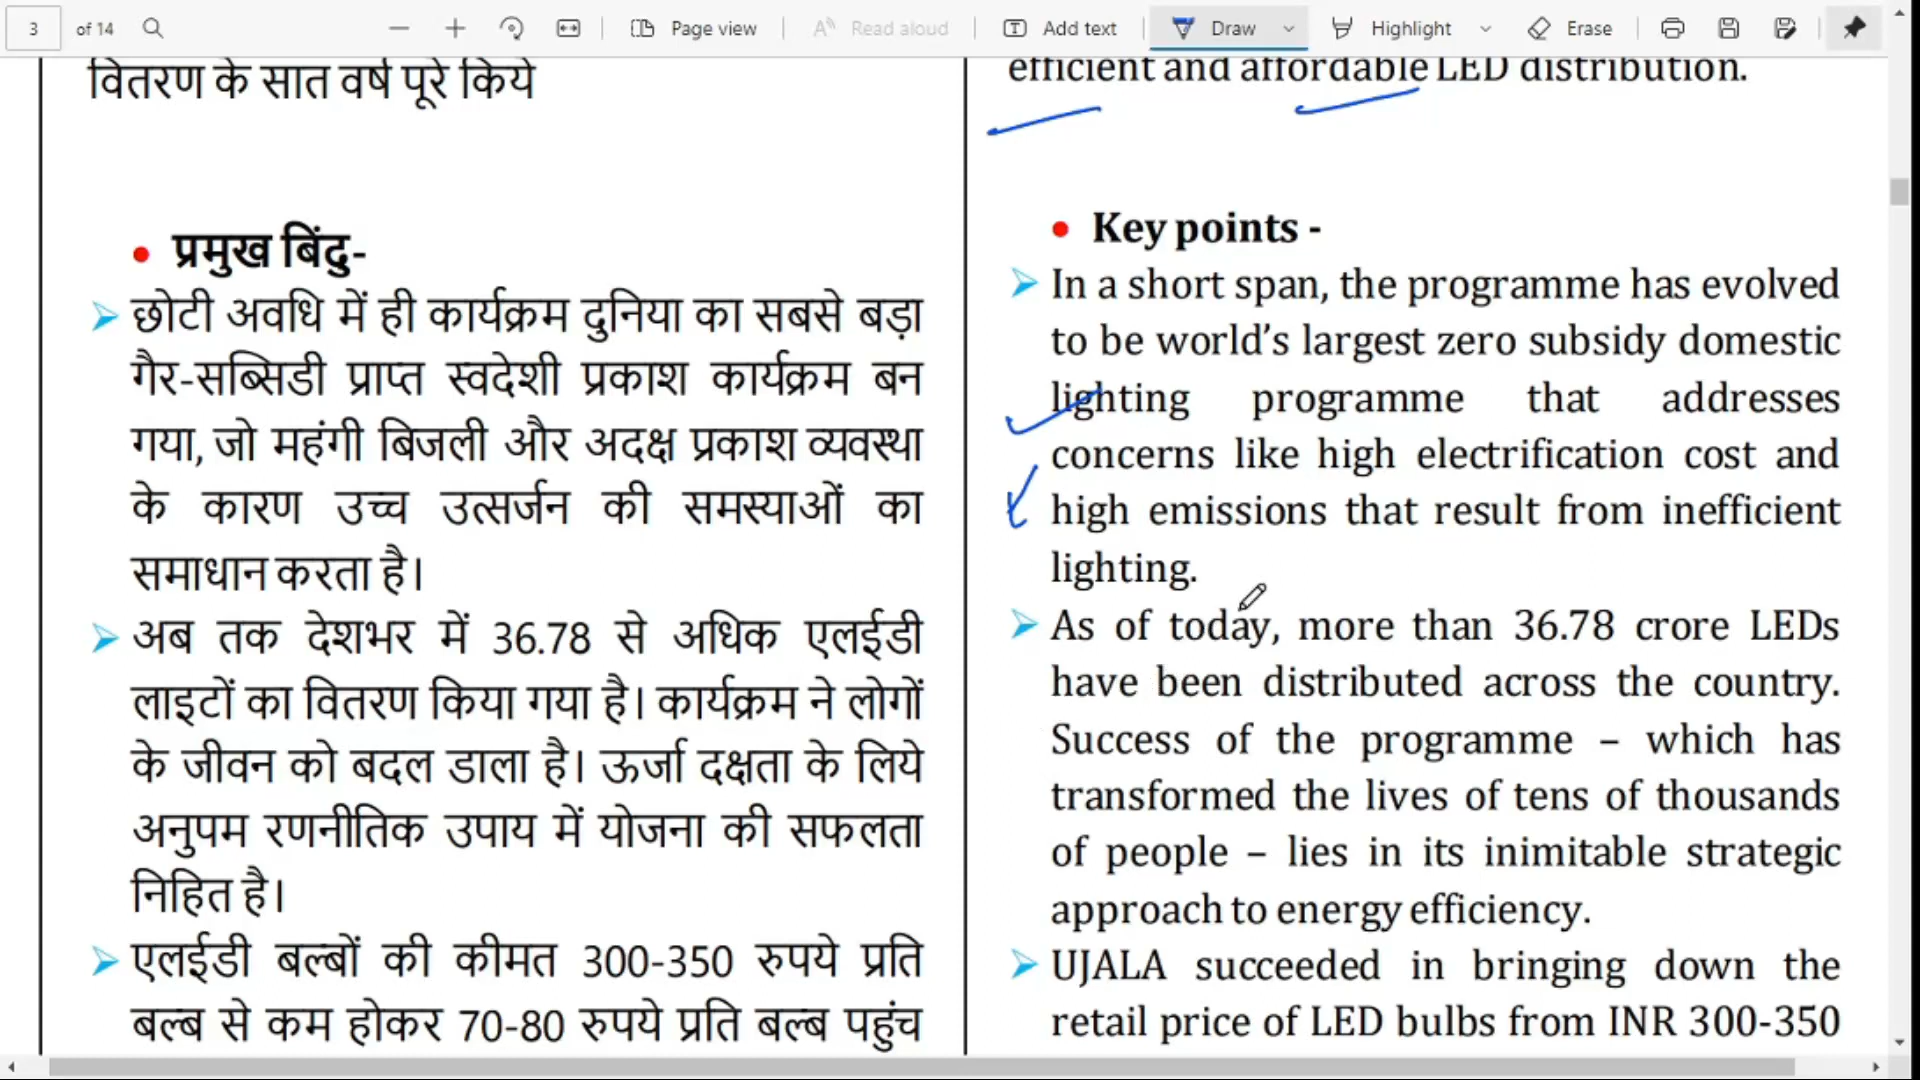 3 of 14 Page view Read aloud Add text Draw Highlight Erase
वितरण के सात वर्ष पूरे किये
प्रमुख बिंदु-
छोटी अवधि में ही कार्यक्रम दुनिया का सबसे बड़ा
गैर-सब्सिडी प्राप्त स्वदेशी प्रकाश कार्यक्रम बन
गया, जो महंगी बिजली और अदक्ष प्रकाश व्यवस्था
के कारण उच्च उत्सर्जन की समस्याओं का
समाधान करता है।
अब तक देशभर में 36.78 से अधिक एलईडी
लाइटों का वितरण किया गया है। कार्यक्रम ने लोगों
के जीवन को बदल डाला है। ऊर्जा दक्षता के लिये
अनुपम रणनीतिक उपाय में योजना की सफलता
निहित है।
एलईडी बल्बों की कीमत 300-350 रुपये प्रति
बल्ब से कम होकर 70-80 रुपये प्रति बल्ब पहुंच
efficient and affordable LED distribution.
Key points -
In a short span, the programme has evolved
to be world’s largest zero subsidy domestic
lighting programme that addresses
concerns like high electrification cost and
high emissions that result from inefficient
lighting.
As of today, more than 36.78 crore LEDs
have been distributed across the country.
Success of the programme – which has
transformed the lives of tens of thousands
of people – lies in its inimitable strategic
approach to energy efficiency.
UJALA succeeded in bringing down the
retail price of LED bulbs from INR 300-350